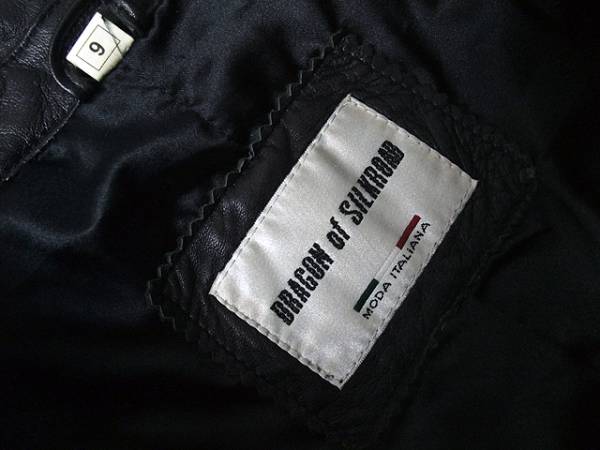 9
DRAGON of SILKROAD
MODA ITALIANA